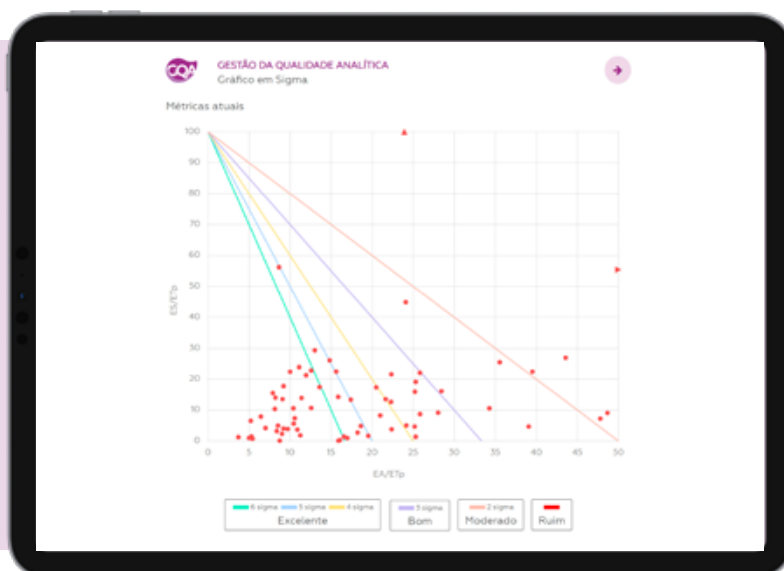 GQA
GESTÃO DA QUALIDADE ANALÍTICA
Gráfico em Sigma
Métricas atuais
100
90
80
70
60
50
40
30
20
10
0
ES/ETp
0 5 10 15 20 25 30 35 40 45 50
EA/ETp
6 sigma 5 sigma 4 sigma 3 sigma 2 sigma
Excelente Bom Moderado Ruim